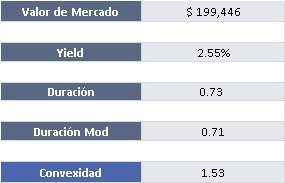 Valor de Mercado $ 199,446
Yield 2.55%
Duración 0.73
Duración Mod 0.71
Convexidad 1.53